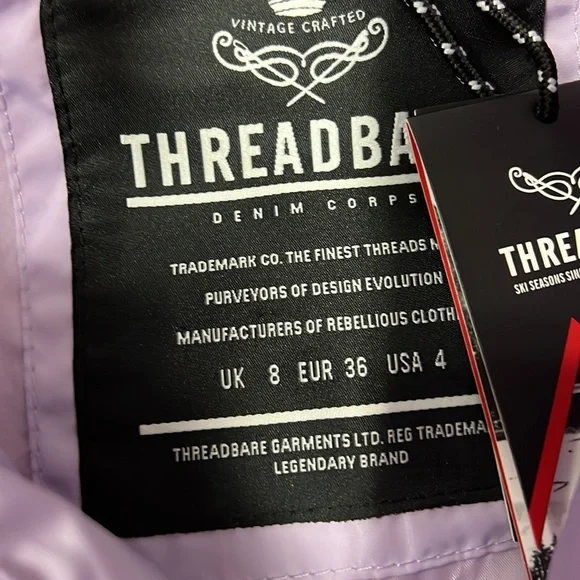 VINTAGE CRAFTED
THREADBA
DENIM CORPS
TRADEMARK CO. THE FINEST THREADS
PURVEYORS OF DESIGN EVOLUTION
MANUFACTURERS OF REBELLIOUS CLOTH
UK 8 EUR 36 USA 4
THREADBARE GARMENTS LTD. REG TRADEMA
LEGENDARY BRAND
THREA
SKI SEASONS SIN